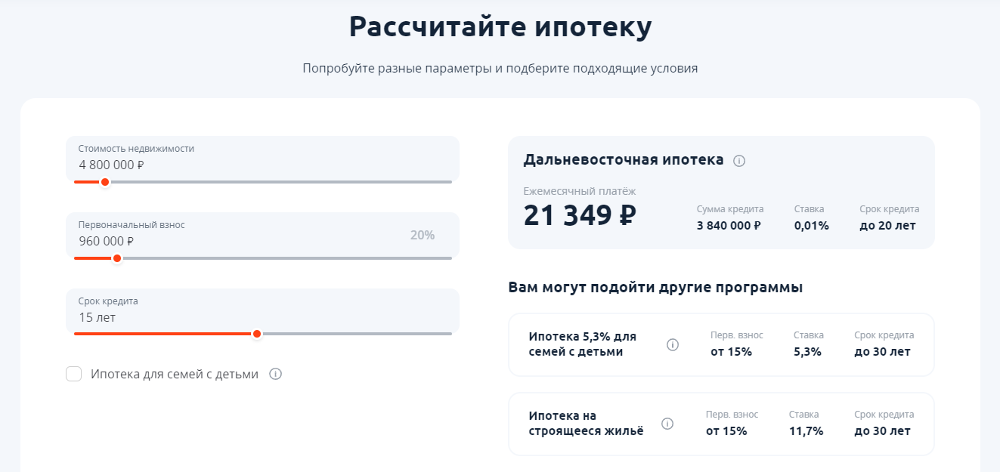 Рассчитайте ипотеку
Попробуйте разные параметры и подберите подходящие условия
Стоимость недвижимости
4 800 000 ₽
Первоначальный взнос
960 000 ₽
20%
Срок кредита
15 лет
Ипотека для семей с детьми
Дальневосточная ипотека
Ежемесячный платёж
21 349 ₽
Сумма кредита
3 840 000 ₽
Ставка
0,01%
Срок кредита
до 20 лет
Вам могут подойти другие программы
Ипотека 5,3% для
семей с детьми
Перв. взнос
от 15%
Ставка
5,3%
Срок кредита
до 30 лет
Ипотека на
строящееся жильё
Перв. взнос
от 15%
Ставка
11,7%
Срок кредита
до 30 лет